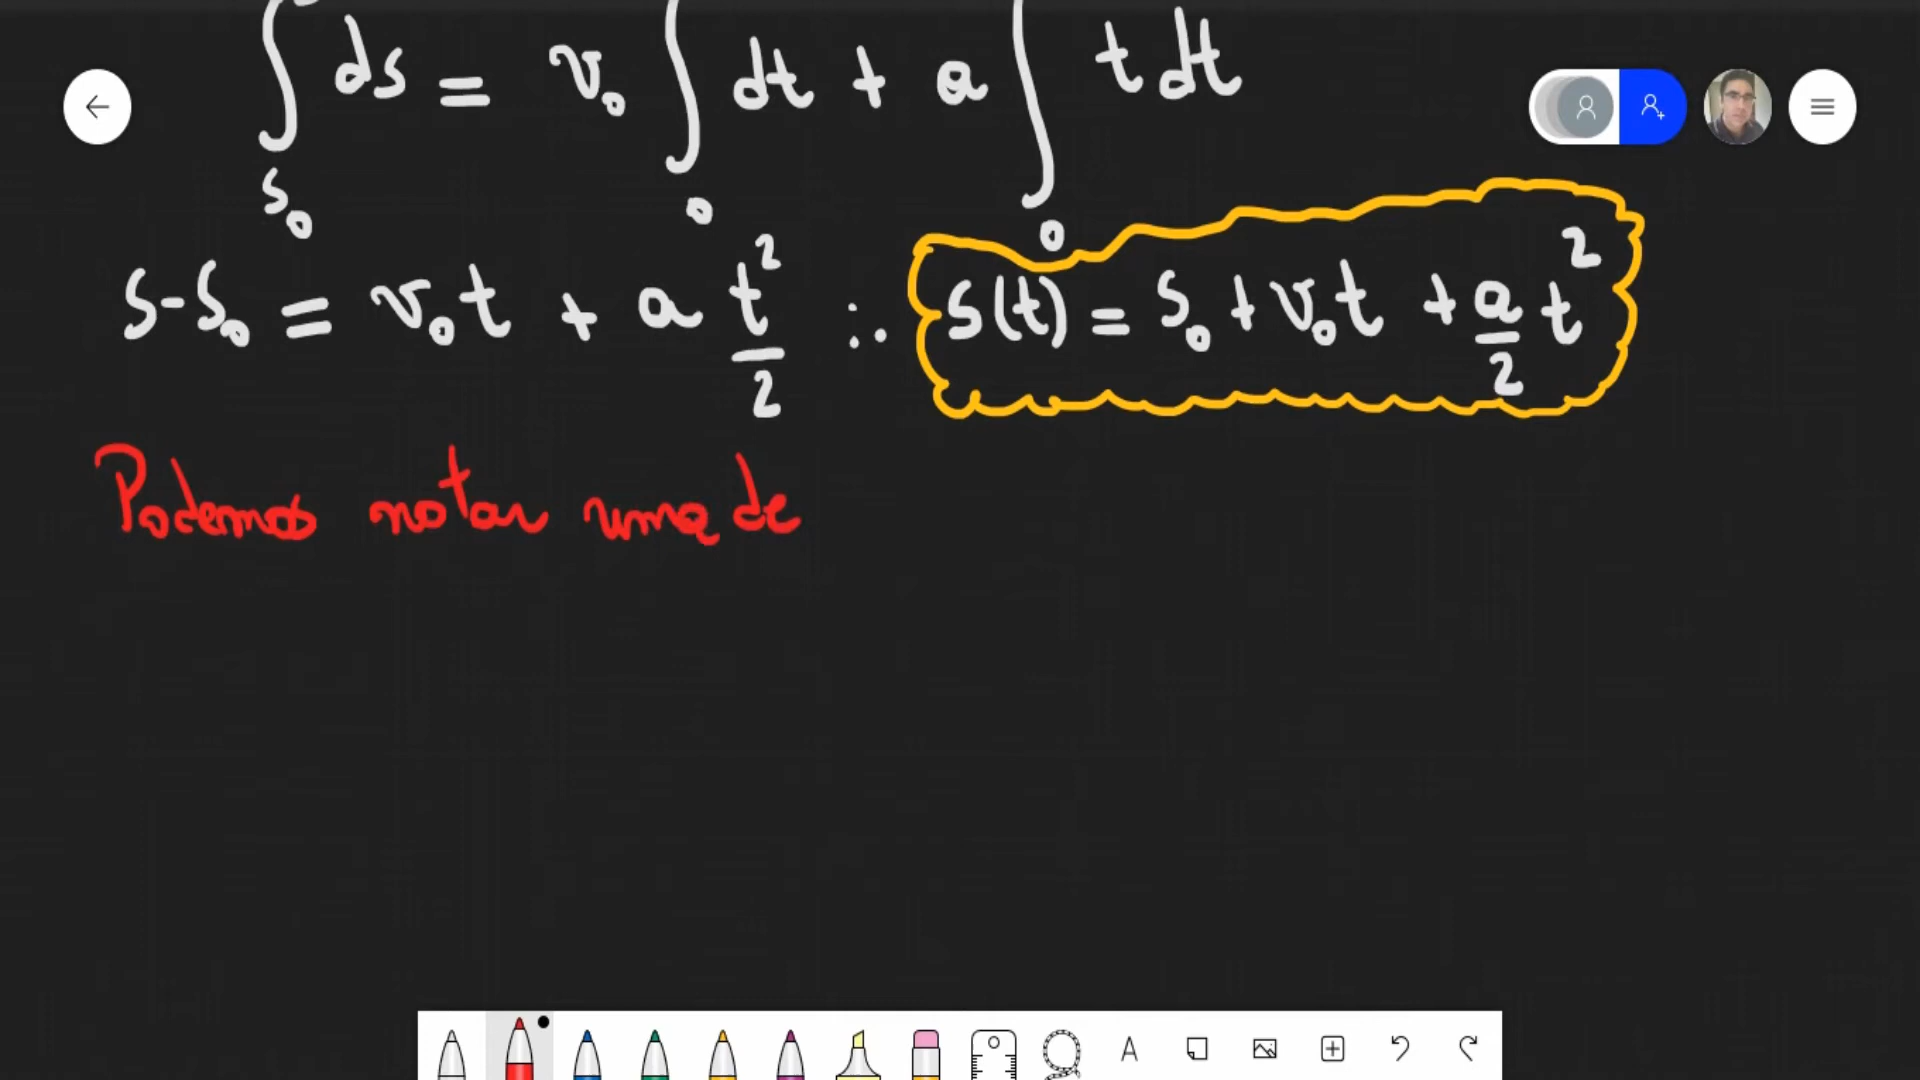 ∫ ds = v₀ ∫ dt + a ∫ t dt
s₀ 0 0
s - s₀ = v₀t + a t²/2 ∴ s(t) = s₀ + v₀t + a/2 t²
Podemos notar uma de
A